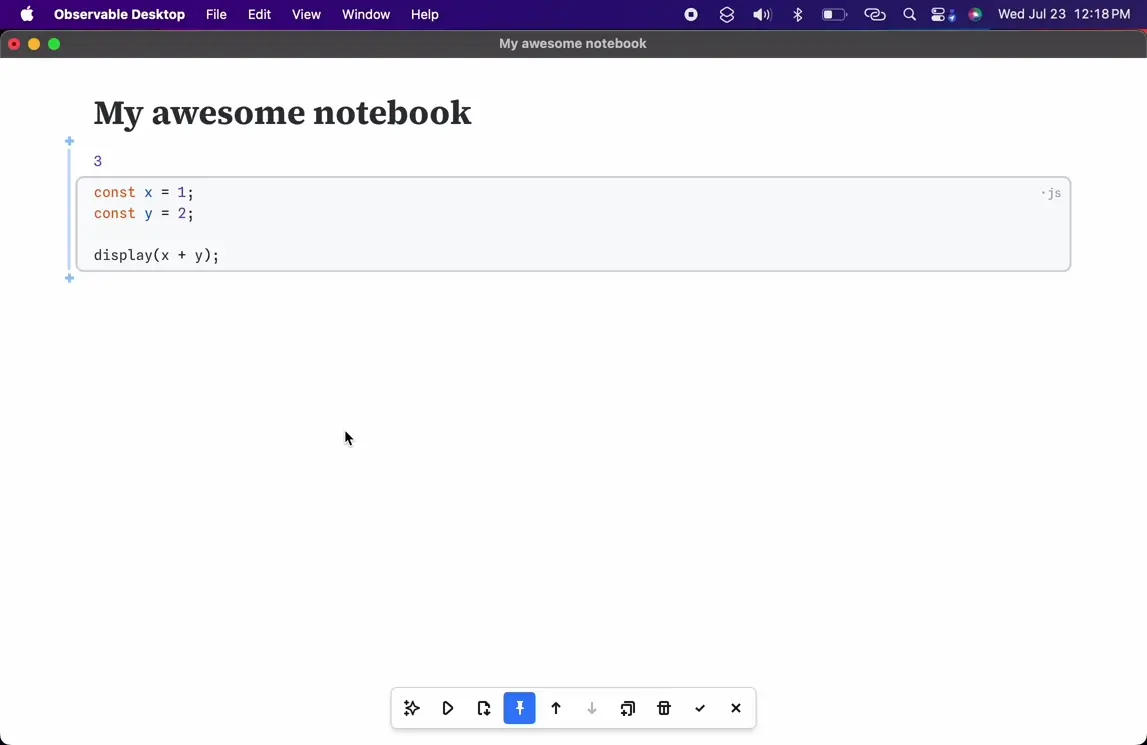 Observable Desktop File Edit View Window Help Wed Jul 23 12:18 PM
My awesome notebook
My awesome notebook
3
const x = 1; ·js
const y = 2;
display(x + y);